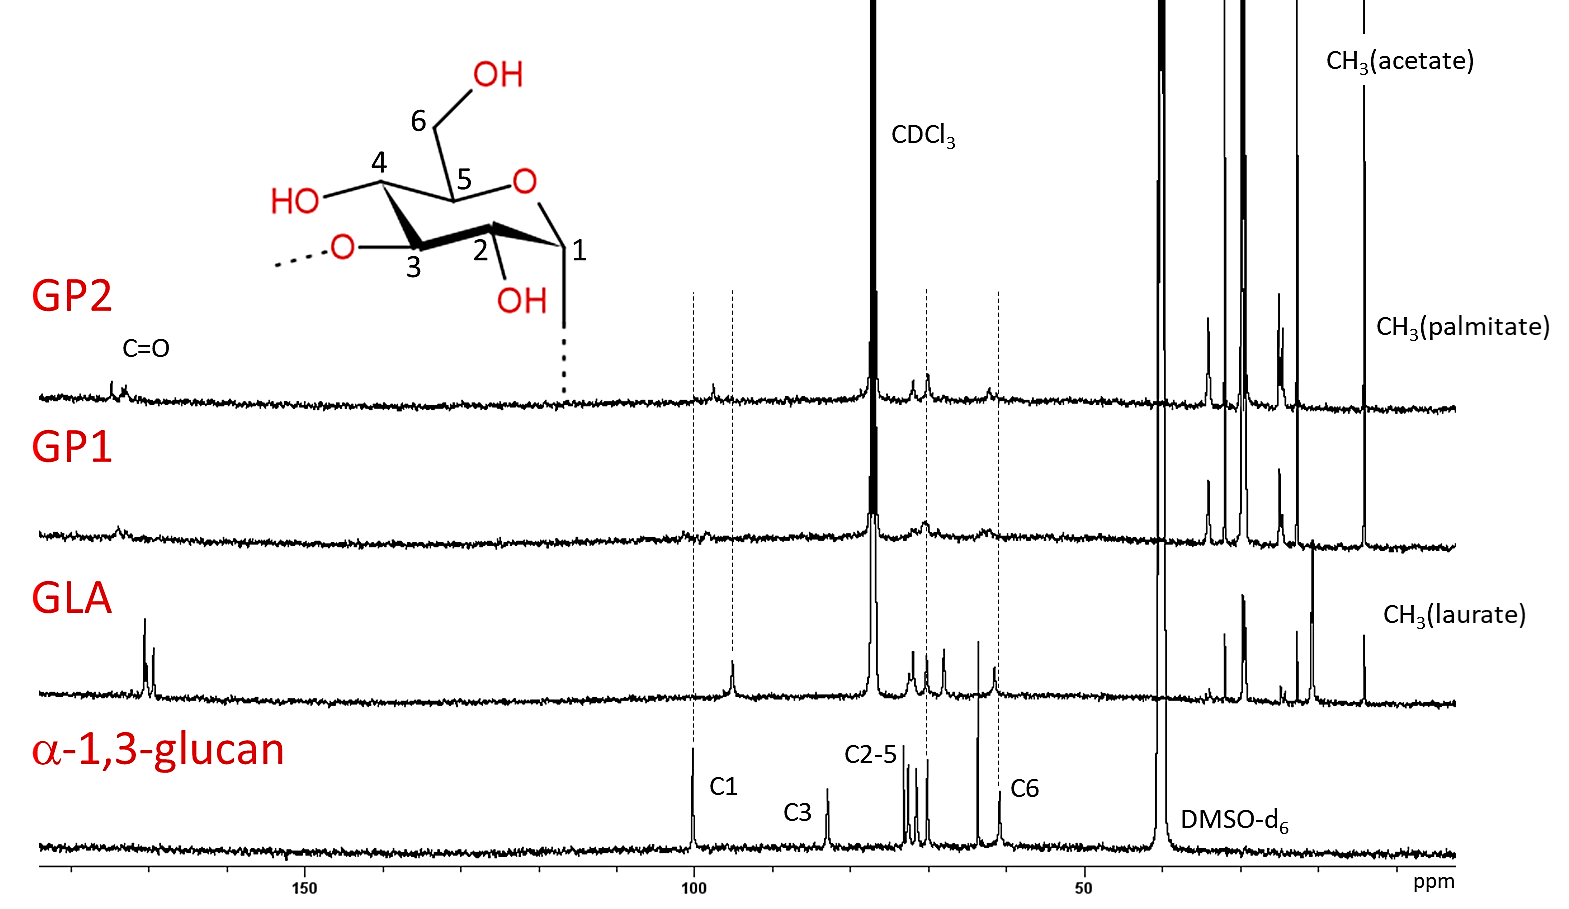 CH₃(acetate)
OH
6
CDCl₃
4
5
O
HO
O
2
1
3
OH
GP2
CH₃(palmitate)
C=O
GP1
GLA
CH₃(laurate)
α-1,3-glucan
C2-5
C1
C6
C3
DMSO-d₆
150
100
50
ppm